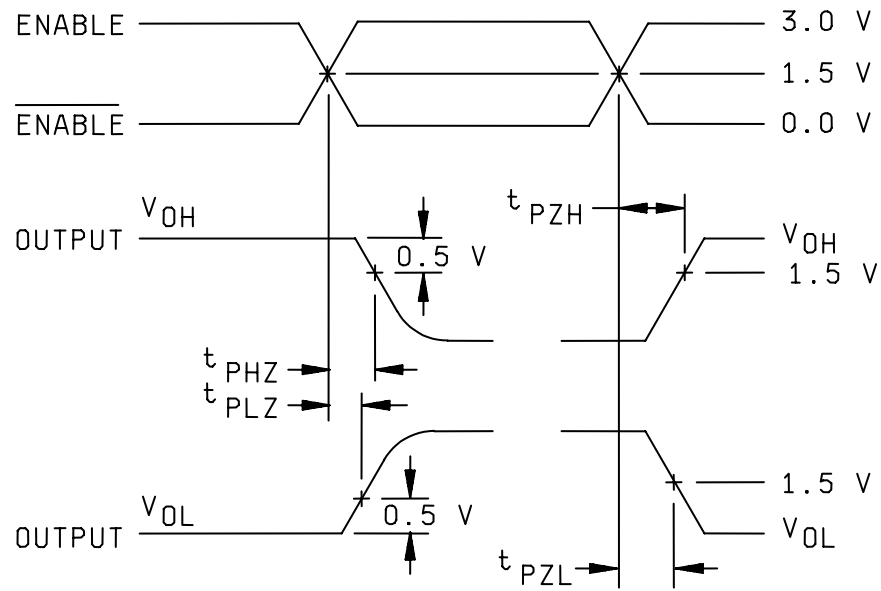 ENABLE 3.0 V
1.5 V
ENABLE 0.0 V
VOH tPZH
OUTPUT 0.5 V VOH
1.5 V
tPHZ
tPLZ
VOL 0.5 V 1.5 V
OUTPUT VOL
tPZL